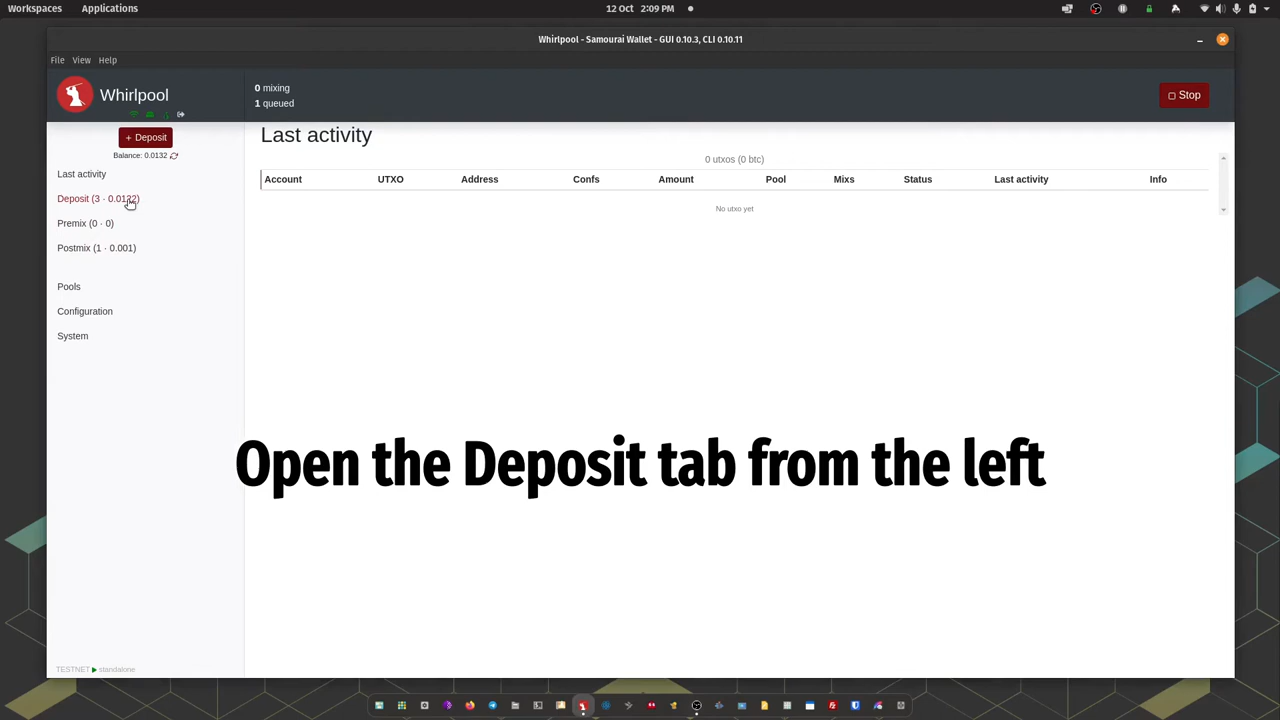 Workspaces
Applications
12 Oct 2:09 PM
Whirlpool - Samourai Wallet - GUI 0.10.3, CLI 0.10.11
File View Help
Whirlpool
0 mixing
1 queued
Stop
+ Deposit
Balance: 0.0132
Last activity
Deposit (3 · 0.0132)
Premix (0 · 0)
Postmix (1 · 0.001)
Pools
Configuration
System
Last activity
0 utxos (0 btc)
Account UTXO Address Confs Amount Pool Mixs Status Last activity Info
No utxo yet
Open the Deposit tab from the left
TESTNET standalone